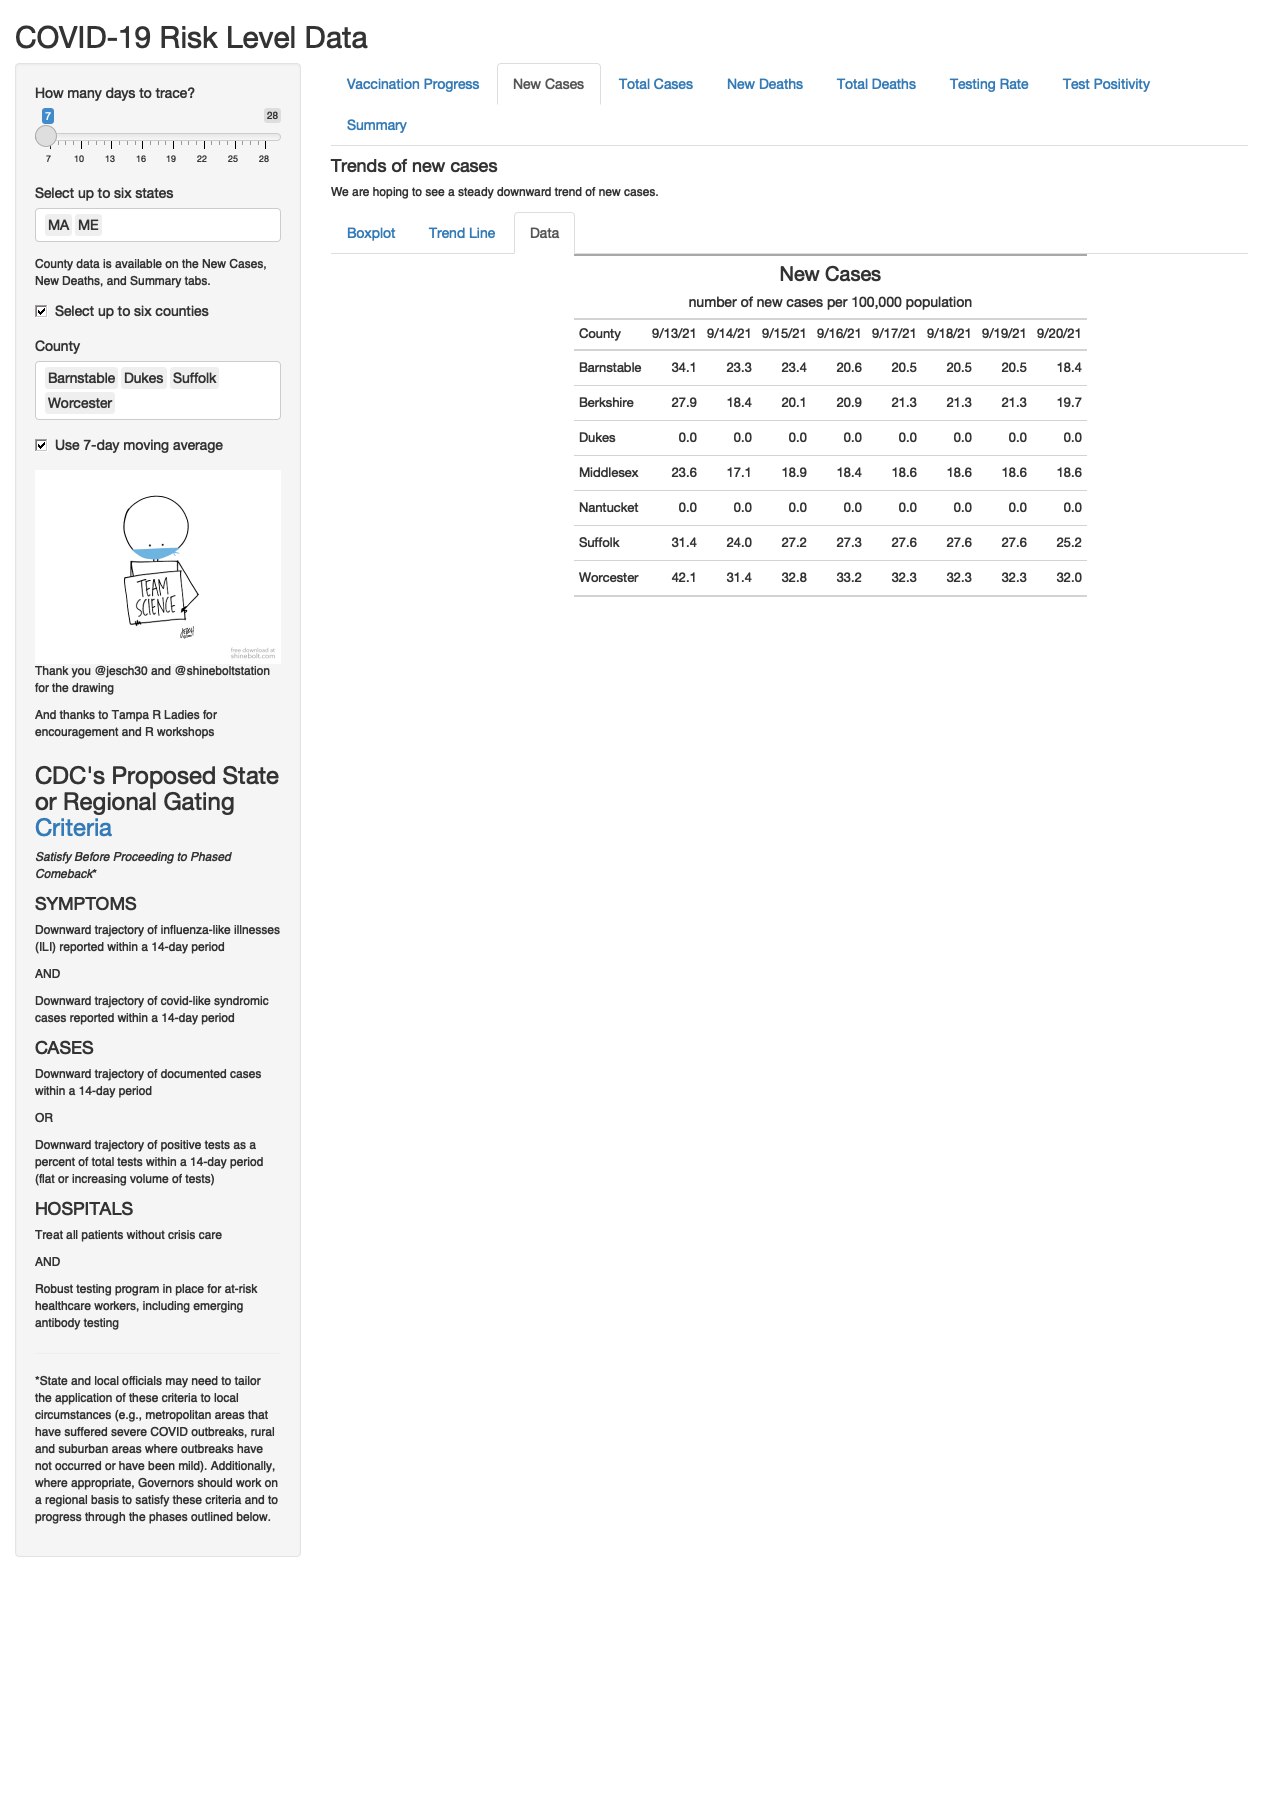 COVID-19 Risk Level Data
How many days to trace?
7 28
7 10 13 16 19 22 25 28
Select up to six states
MA ME
County data is available on the New Cases,
New Deaths, and Summary tabs.
Select up to six counties
County
Barnstable Dukes Suffolk
Worcester
Use 7-day moving average
TEAM
SCIENCE
free download at
shinebolt.com
Thank you @jesch30 and @shineboltstation
for the drawing
And thanks to Tampa R Ladies for
encouragement and R workshops
CDC's Proposed State
or Regional Gating
Criteria
Satisfy Before Proceeding to Phased
Comeback*
SYMPTOMS
Downward trajectory of influenza-like illnesses
(ILI) reported within a 14-day period
AND
Downward trajectory of covid-like syndromic
cases reported within a 14-day period
CASES
Downward trajectory of documented cases
within a 14-day period
OR
Downward trajectory of positive tests as a
percent of total tests within a 14-day period
(flat or increasing volume of tests)
HOSPITALS
Treat all patients without crisis care
AND
Robust testing program in place for at-risk
healthcare workers, including emerging
antibody testing
*State and local officials may need to tailor
the application of these criteria to local
circumstances (e.g., metropolitan areas that
have suffered severe COVID outbreaks, rural
and suburban areas where outbreaks have
not occurred or have been mild). Additionally,
where appropriate, Governors should work on
a regional basis to satisfy these criteria and to
progress through the phases outlined below.
Vaccination Progress New Cases Total Cases New Deaths Total Deaths Testing Rate Test Positivity
Summary
Trends of new cases
We are hoping to see a steady downward trend of new cases.
Boxplot Trend Line Data
New Cases
number of new cases per 100,000 population
County 9/13/21 9/14/21 9/15/21 9/16/21 9/17/21 9/18/21 9/19/21 9/20/21
Barnstable 34.1 23.3 23.4 20.6 20.5 20.5 20.5 18.4
Berkshire 27.9 18.4 20.1 20.9 21.3 21.3 21.3 19.7
Dukes 0.0 0.0 0.0 0.0 0.0 0.0 0.0 0.0
Middlesex 23.6 17.1 18.9 18.4 18.6 18.6 18.6 18.6
Nantucket 0.0 0.0 0.0 0.0 0.0 0.0 0.0 0.0
Suffolk 31.4 24.0 27.2 27.3 27.6 27.6 27.6 25.2
Worcester 42.1 31.4 32.8 33.2 32.3 32.3 32.3 32.0